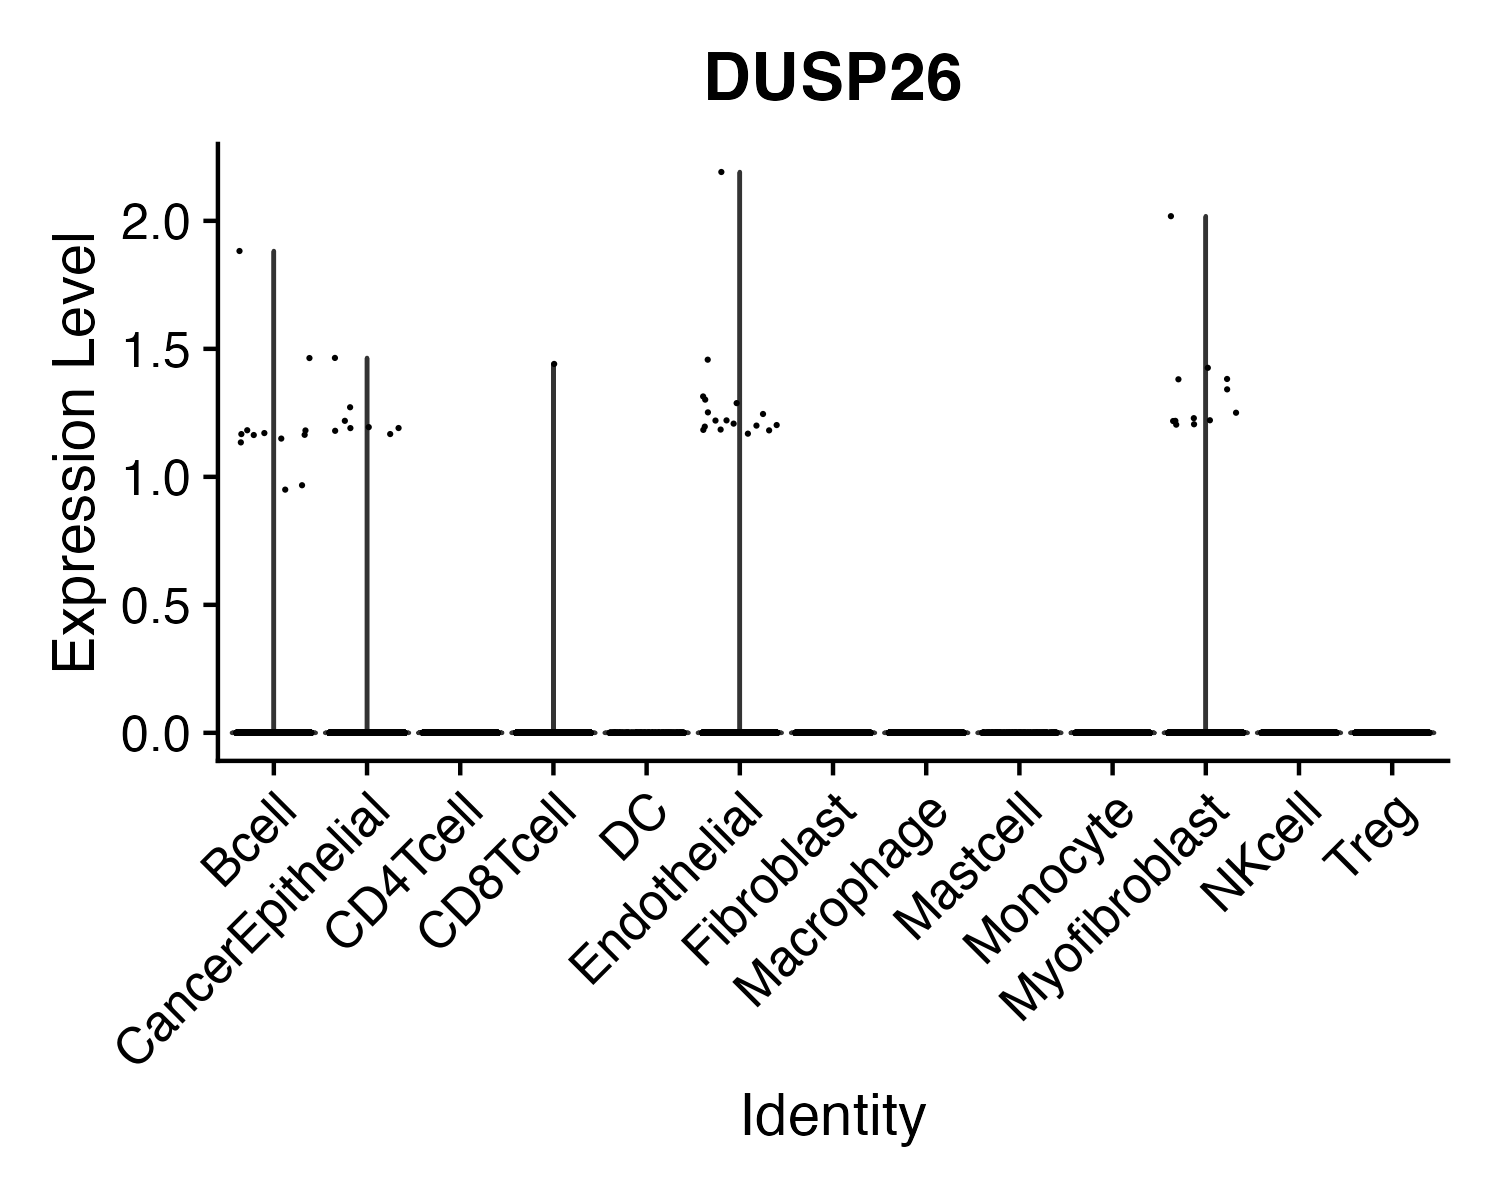 DUSP26
Expression Level
2.0
1.5
1.0
0.5
0.0
Bcell
CancerEpithelial
CD4Tcell
CD8Tcell
DC
Endothelial
Fibroblast
Macrophage
Mastcell
Monocyte
Myofibroblast
NKcell
Treg
Identity